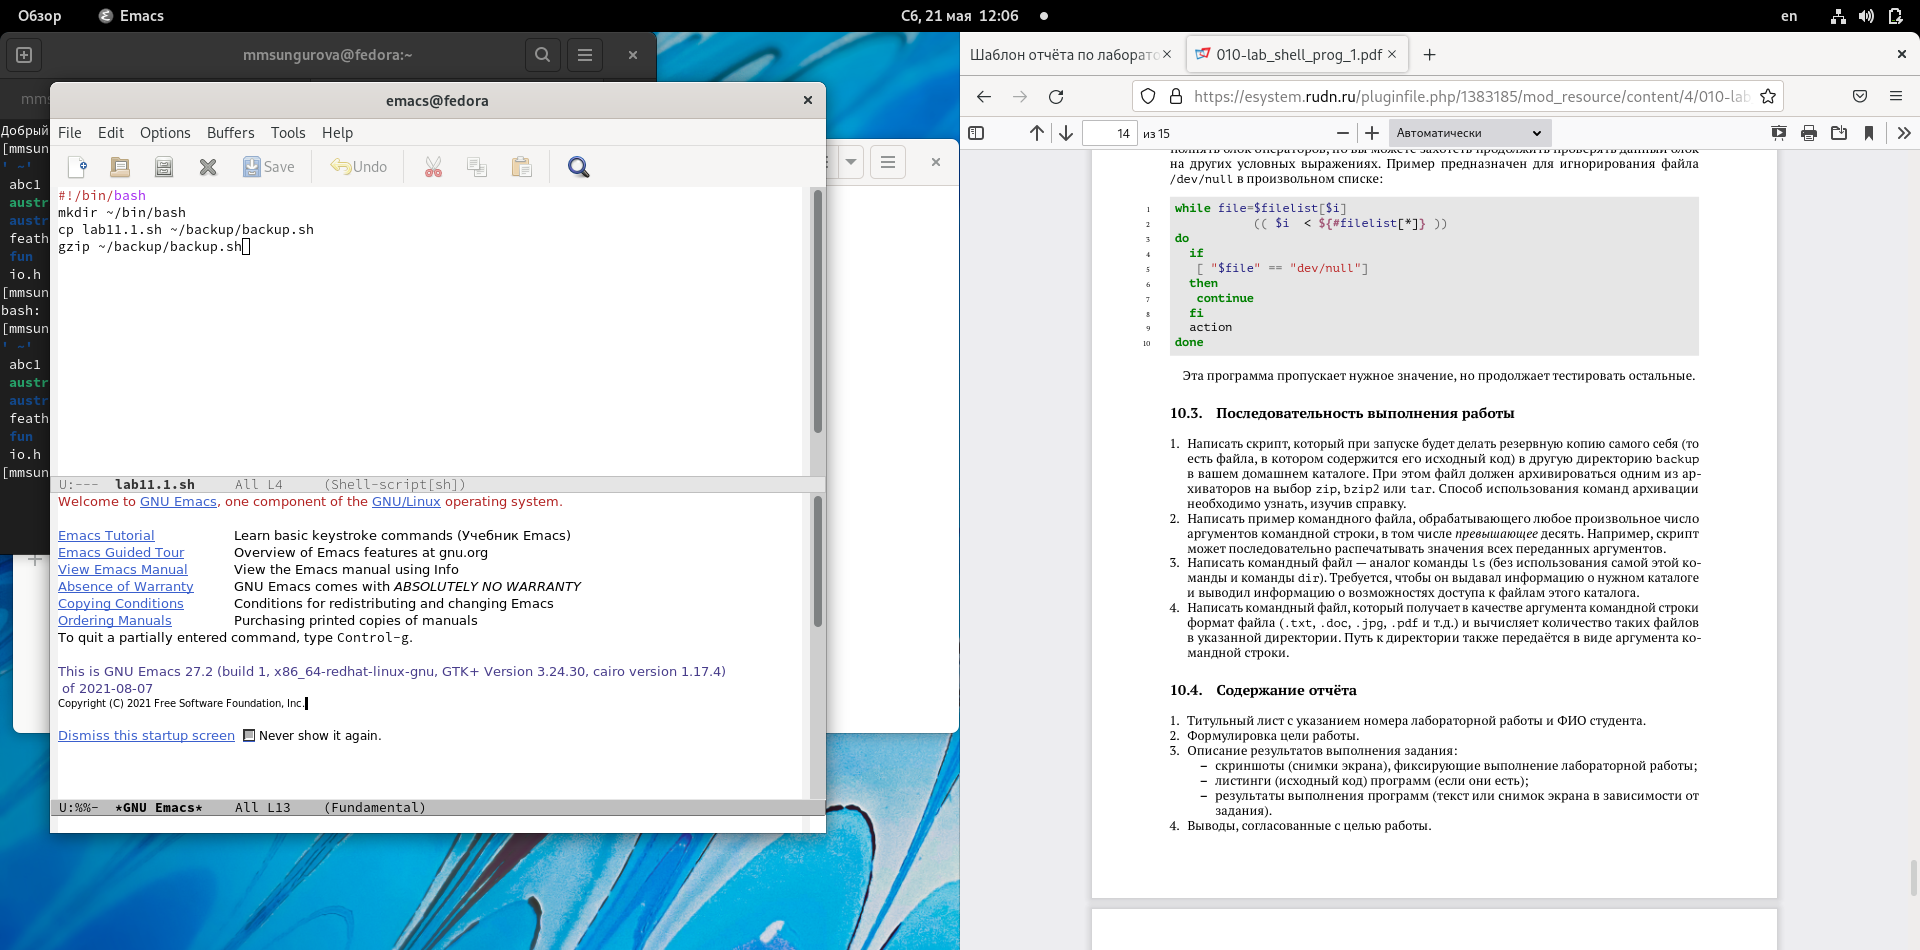 Обзор Emacs Сб, 21 мая 12:06 en
mmsungurova@fedora:~
Добрый
[mmsun
abc1
austr
austr
feath
fun
io.h
[mmsun
bash:
[mmsun
abc1
austr
austr
feath
fun
io.h
[mmsun
emacs@fedora
File Edit Options Buffers Tools Help
Save Undo
#!/bin/bash
mkdir ~/bin/bash
cp lab11.1.sh ~/backup/backup.sh
gzip ~/backup/backup.sh
U:--- lab11.1.sh All L4 (Shell-script[sh])
Welcome to GNU Emacs, one component of the GNU/Linux operating system.
Emacs Tutorial Learn basic keystroke commands (Учебник Emacs)
Emacs Guided Tour Overview of Emacs features at gnu.org
View Emacs Manual View the Emacs manual using Info
Absence of Warranty GNU Emacs comes with ABSOLUTELY NO WARRANTY
Copying Conditions Conditions for redistributing and changing Emacs
Ordering Manuals Purchasing printed copies of manuals
To quit a partially entered command, type Control-g.
This is GNU Emacs 27.2 (build 1, x86_64-redhat-linux-gnu, GTK+ Version 3.24.30, cairo version 1.17.4)
of 2021-08-07
Copyright (C) 2021 Free Software Foundation, Inc.
Dismiss this startup screen Never show it again.
U:%%- *GNU Emacs* All L13 (Fundamental)
Шаблон отчёта по лаборато 010-lab_shell_prog_1.pdf
https://esystem.rudn.ru/pluginfile.php/1383185/mod_resource/content/4/010-lab
14 из 15 Автоматически
на других условных выражениях. Пример предназначен для игнорирования файла
/dev/null в произвольном списке:
1 while file=$filelist[$i]
2 (( $i < ${#filelist[*]} ))
3 do
4 if
5 [ "$file" == "dev/null"]
6 then
7 continue
8 fi
9 action
10 done
Эта программа пропускает нужное значение, но продолжает тестировать остальные.
10.3. Последовательность выполнения работы
1. Написать скрипт, который при запуске будет делать резервную копию самого себя (то
есть файла, в котором содержится его исходный код) в другую директорию backup
в вашем домашнем каталоге. При этом файл должен архивироваться одним из ар-
хиваторов на выбор zip, bzip2 или tar. Способ использования команд архивации
необходимо узнать, изучив справку.
2. Написать пример командного файла, обрабатывающего любое произвольное число
аргументов командной строки, в том числе превышающее десять. Например, скрипт
может последовательно распечатывать значения всех переданных аргументов.
3. Написать командный файл — аналог команды ls (без использования самой этой ко-
манды и команды dir). Требуется, чтобы он выдавал информацию о нужном каталоге
и выводил информацию о возможностях доступа к файлам этого каталога.
4. Написать командный файл, который получает в качестве аргумента командной строки
формат файла (.txt, .doc, .jpg, .pdf и т.д.) и вычисляет количество таких файлов
в указанной директории. Путь к директории также передаётся в виде аргумента ко-
мандной строки.
10.4. Содержание отчёта
1. Титульный лист с указанием номера лабораторной работы и ФИО студента.
2. Формулировка цели работы.
3. Описание результатов выполнения задания:
– скриншоты (снимки экрана), фиксирующие выполнение лабораторной работы;
– листинги (исходный код) программ (если они есть);
– результаты выполнения программ (текст или снимок экрана в зависимости от
задания).
4. Выводы, согласованные с целью работы.